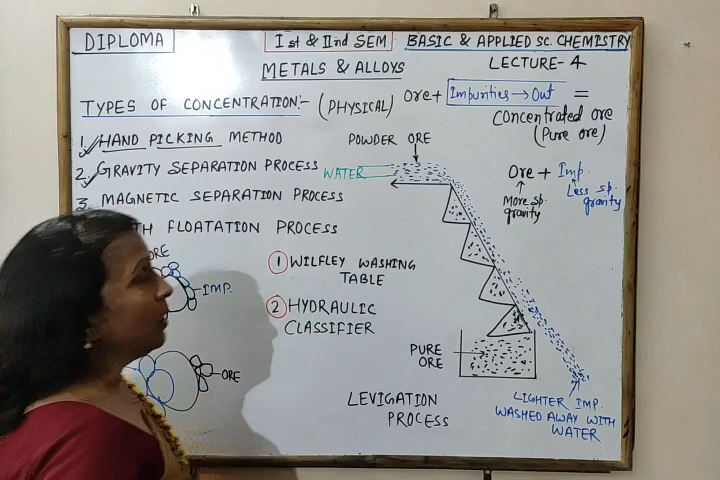 DIPLOMA
Ist & IInd SEM
BASIC & APPLIED SC. CHEMISTRY
METALS & ALLOYS
LECTURE-4
TYPES OF CONCENTRATION:- (PHYSICAL)
Ore + Impurities → Out =
Concentrated ore
(Pure ore)
1. HAND PICKING METHOD
2. GRAVITY SEPARATION PROCESS
3. MAGNETIC SEPARATION PROCESS
FLOATATION PROCESS
POWDER ORE
WATER
Ore + Imp.
More sp. gravity
Less sp. gravity
ORE
IMP.
ORE
1 WILFLEY WASHING
TABLE
2 HYDRAULIC
CLASSIFIER
PURE
ORE
LEVIGATION
PROCESS
LIGHTER IMP.
WASHED AWAY WITH
WATER